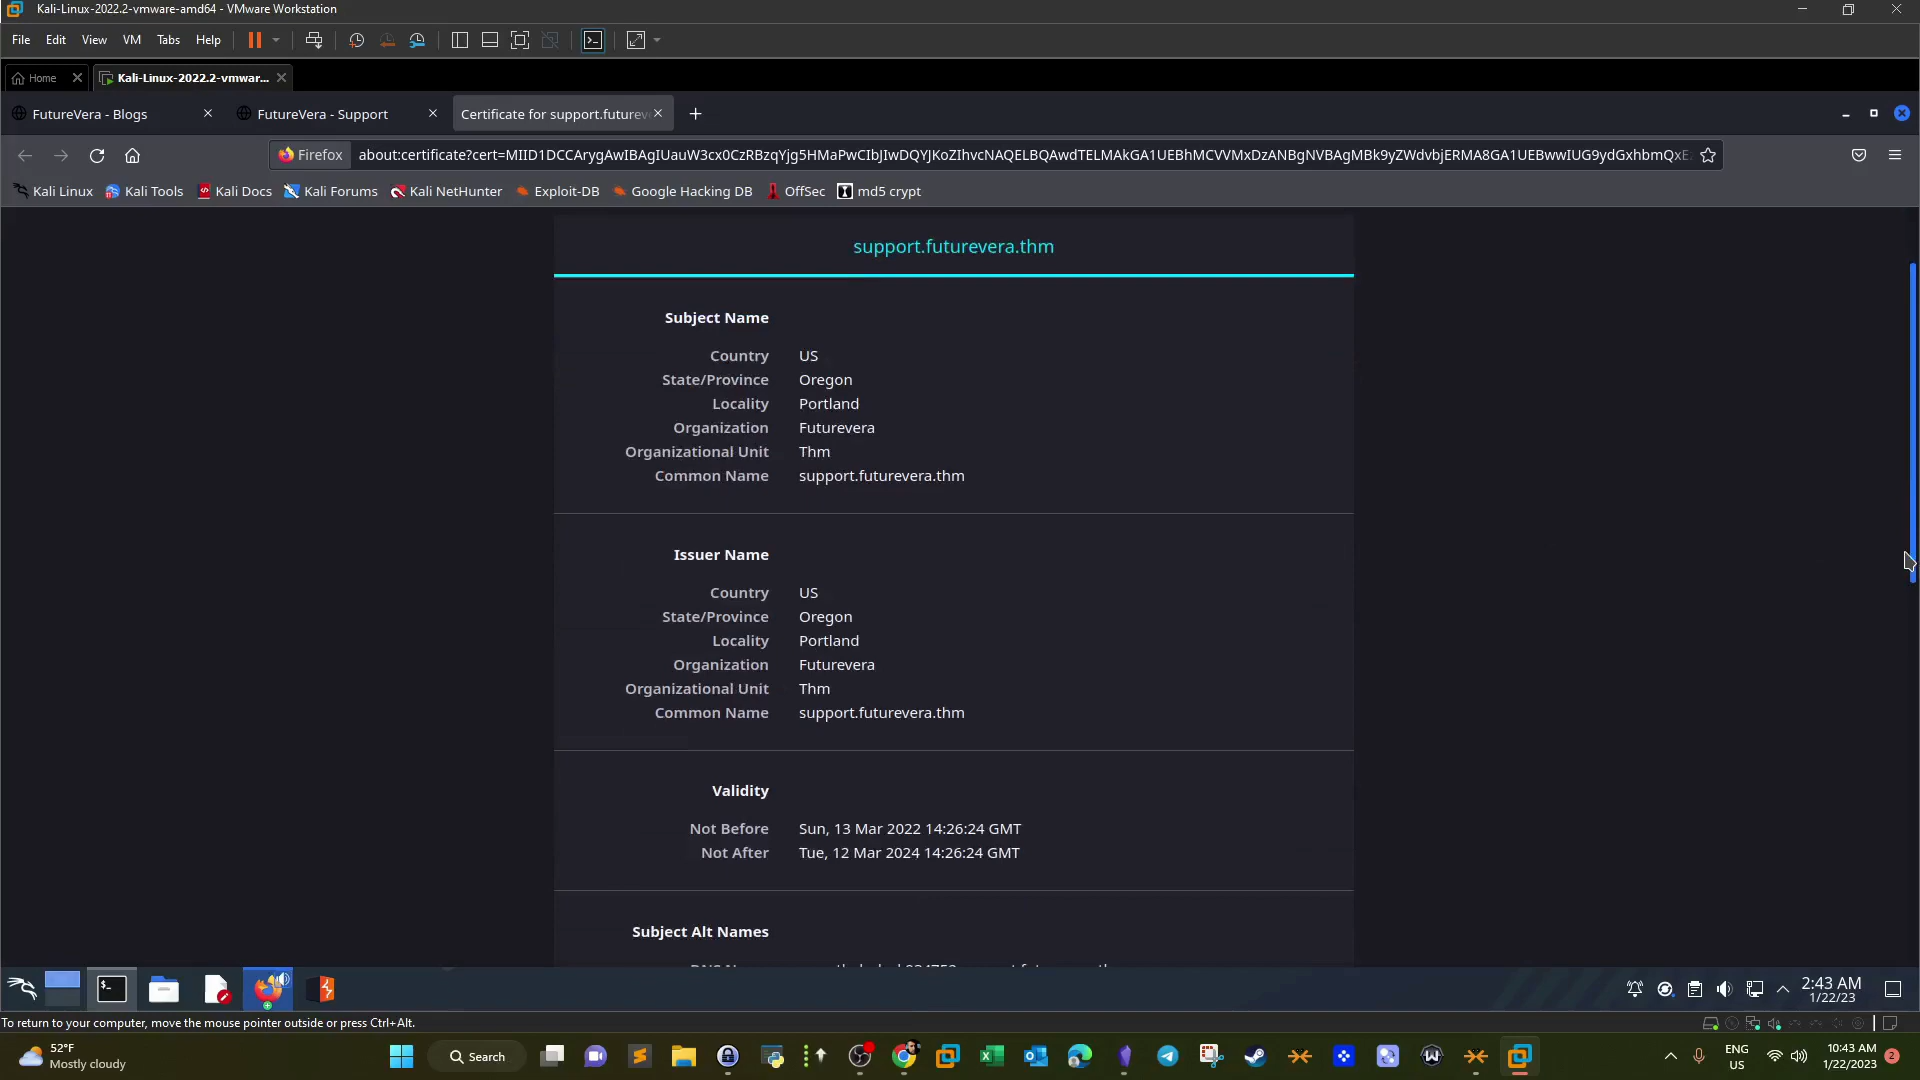 Kali-Linux-2022.2-vmware-amd64 - VMware Workstation
File Edit View VM Tabs Help
Home Kali-Linux-2022.2-vmwar...
FutureVera - Blogs FutureVera - Support Certificate for support.futurev
Firefox about:certificate?cert=MIID1DCCArygAwIBAgIUauW3cx0CzRBzqYjg5HMaPwCIbJIwDQYJKoZIhvcNAQELBQAwdTELMAkGA1UEBhMCVVMxDzANBgNVBAgMBk9yZWdvbjERMA8GA1UEBwwIUG9ydGxhbmQxE
Kali Linux Kali Tools Kali Docs Kali Forums Kali NetHunter Exploit-DB Google Hacking DB OffSec md5 crypt
support.futurevera.thm
Subject Name
Country US
State/Province Oregon
Locality Portland
Organization Futurevera
Organizational Unit Thm
Common Name support.futurevera.thm
Issuer Name
Country US
State/Province Oregon
Locality Portland
Organization Futurevera
Organizational Unit Thm
Common Name support.futurevera.thm
Validity
Not Before Sun, 13 Mar 2022 14:26:24 GMT
Not After Tue, 12 Mar 2024 14:26:24 GMT
Subject Alt Names
2:43 AM
1/22/23
To return to your computer, move the mouse pointer outside or press Ctrl+Alt.
52°F
Mostly cloudy
Search
ENG
US
10:43 AM
1/22/2023
2